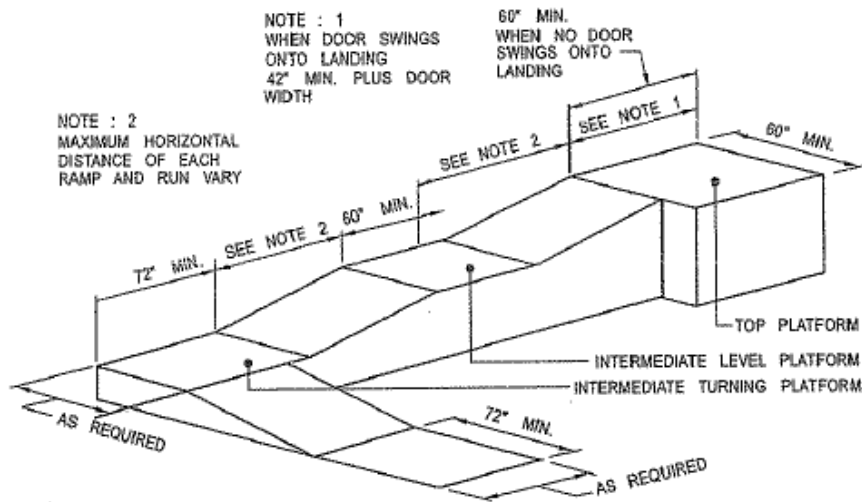 NOTE : 1
WHEN DOOR SWINGS
ONTO LANDING
42" MIN. PLUS DOOR
WIDTH
60" MIN.
WHEN NO DOOR
SWINGS ONTO
LANDING
NOTE : 2
MAXIMUM HORIZONTAL
DISTANCE OF EACH
RAMP AND RUN VARY
SEE NOTE 1
60" MIN.
SEE NOTE 2
60" MIN.
SEE NOTE 2
72" MIN.
TOP PLATFORM
INTERMEDIATE LEVEL PLATFORM
INTERMEDIATE TURNING PLATFORM
AS REQUIRED
72" MIN.
AS REQUIRED